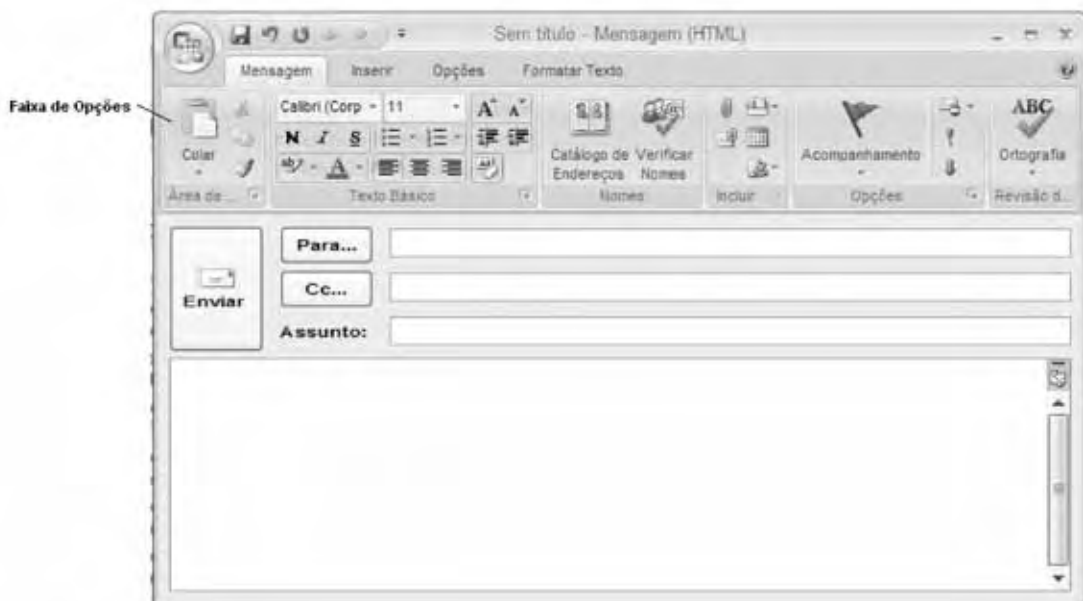 Sem título - Mensagem (HTML)
Mensagem Inserir Opções Formatar Texto
Faixa de Opções
Calibri (Corp 11 A A
ABC
N I S
Colar
Catálogo de Endereços
Verificar Nomes
Acompanhamento
Ortografia
ab A
Área de ... Texto Básico Nomes Incluir Opções Revisão d...
Para...
Enviar
Cc...
Assunto: